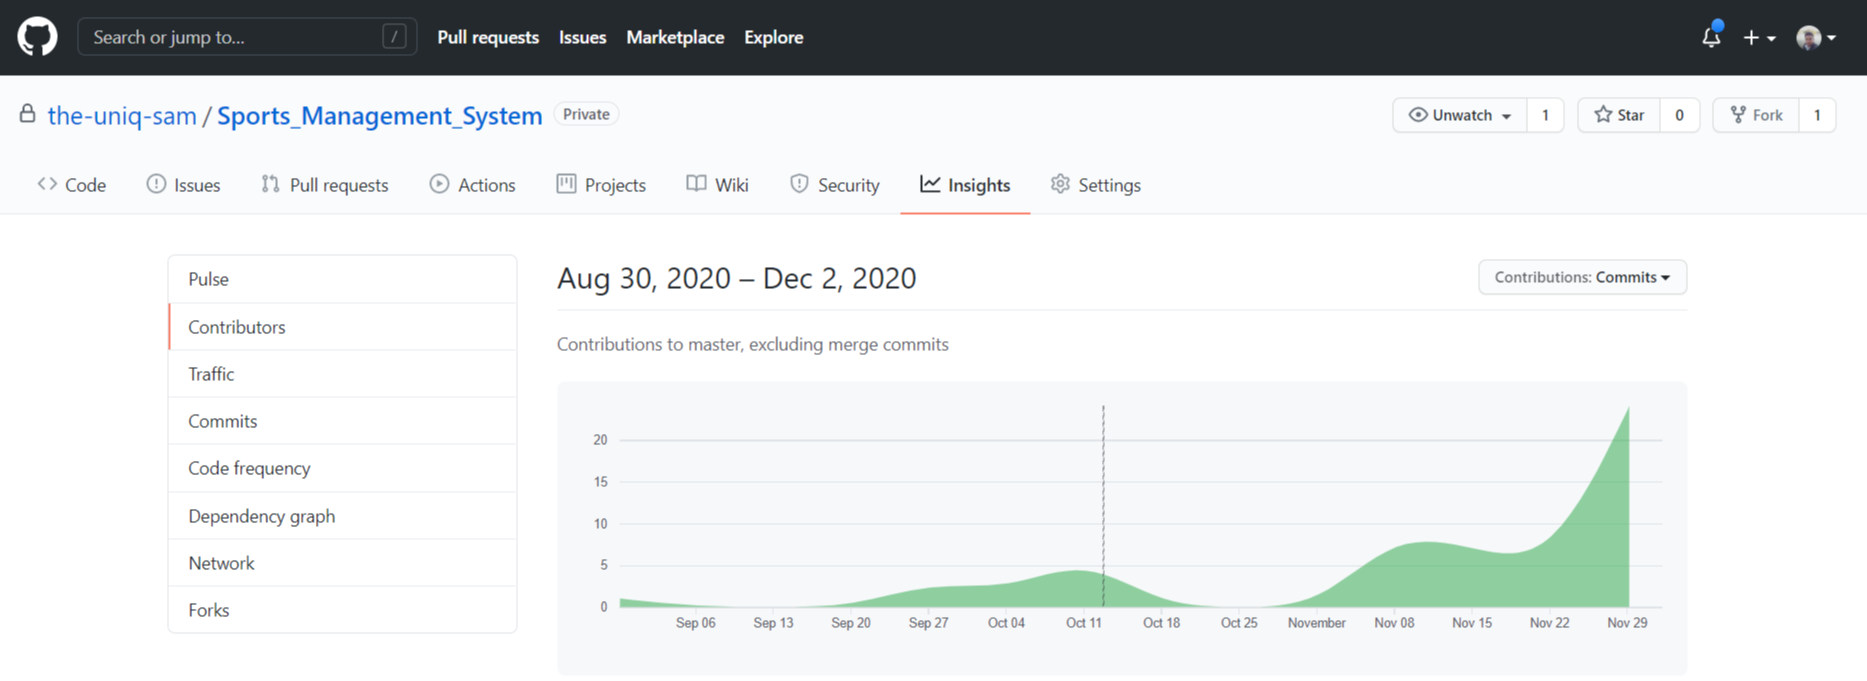 Search or jump to... / Pull requests Issues Marketplace Explore
the-uniq-sam / Sports_Management_System Private Unwatch 1 Star 0 Fork 1
Code Issues Pull requests Actions Projects Wiki Security Insights Settings
Pulse
Contributors
Traffic
Commits
Code frequency
Dependency graph
Network
Forks
Aug 30, 2020 – Dec 2, 2020 Contributions: Commits
Contributions to master, excluding merge commits
20
15
10
5
0
Sep 06 Sep 13 Sep 20 Sep 27 Oct 04 Oct 11 Oct 18 Oct 25 November Nov 08 Nov 15 Nov 22 Nov 29